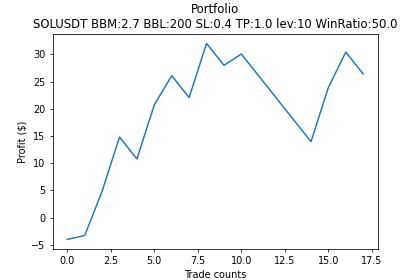 Portfolio
SOLUSDT BBM:2.7 BBL:200 SL:0.4 TP:1.0 lev:10 WinRatio:50.0
Profit ($)
30
25
20
15
10
5
0
−5
0.0 2.5 5.0 7.5 10.0 12.5 15.0 17.5
Trade counts